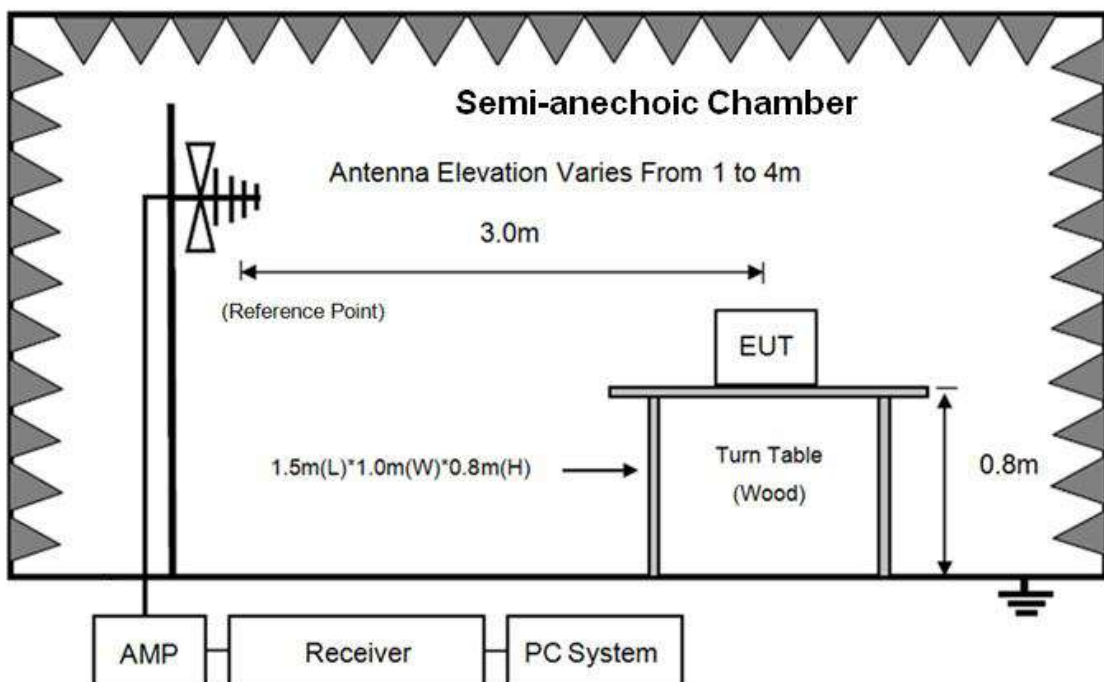 Semi-anechoic Chamber
Antenna Elevation Varies From 1 to 4m
3.0m
(Reference Point)
EUT
1.5m(L)*1.0m(W)*0.8m(H)
Turn Table
(Wood)
0.8m
AMP
Receiver
PC System